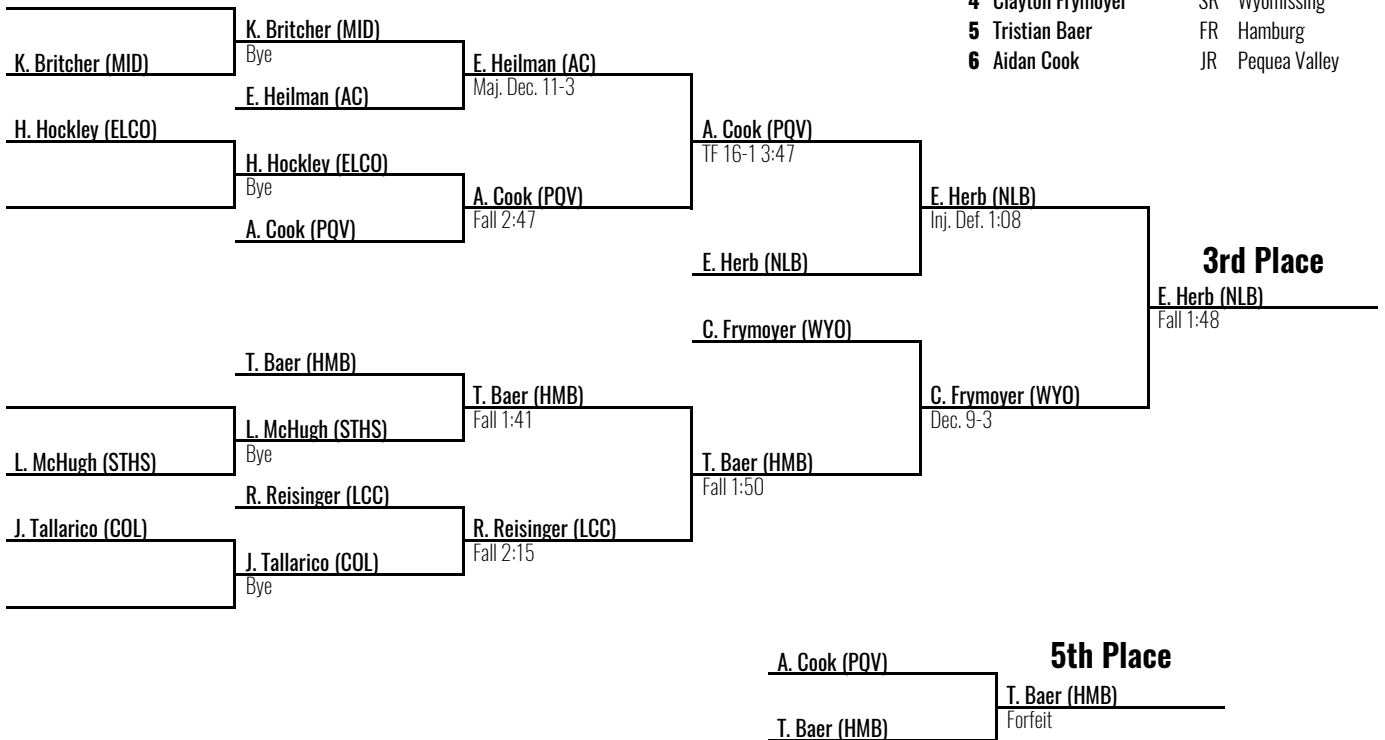 4 Clayton Frymoyer SR Wyomissing
K. Britcher (MID)
Bye
5 Tristian Baer FR Hamburg
K. Britcher (MID)
E. Heilman (AC)
Maj. Dec. 11-3
6 Aidan Cook JR Pequea Valley
E. Heilman (AC)
H. Hockley (ELCO)
A. Cook (PQV)
TF 16-1 3:47
H. Hockley (ELCO)
Bye
A. Cook (PQV)
Fall 2:47
E. Herb (NLB)
Inj. Def. 1:08
A. Cook (PQV)
E. Herb (NLB)
3rd Place
E. Herb (NLB)
Fall 1:48
C. Frymoyer (WYO)
T. Baer (HMB)
T. Baer (HMB)
Fall 1:41
C. Frymoyer (WYO)
Dec. 9-3
L. McHugh (STHS)
Bye
L. McHugh (STHS)
T. Baer (HMB)
Fall 1:50
R. Reisinger (LCC)
J. Tallarico (COL)
R. Reisinger (LCC)
Fall 2:15
J. Tallarico (COL)
Bye
5th Place
A. Cook (PQV)
T. Baer (HMB)
Forfeit
T. Baer (HMB)